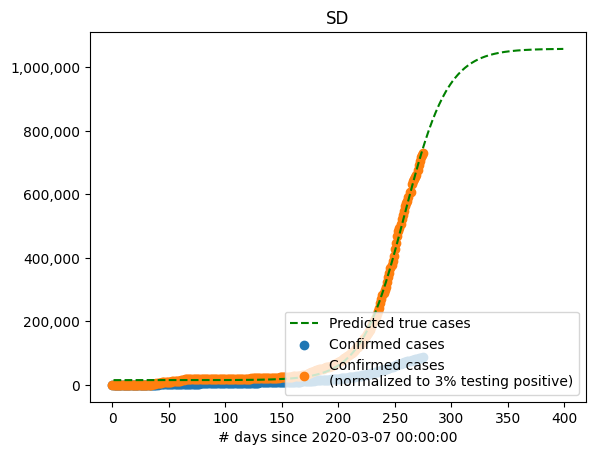 SD
1,000,000
800,000
600,000
400,000
200,000
0
Predicted true cases
Confirmed cases
Confirmed cases
(normalized to 3% testing positive)
0 50 100 150 200 250 300 350 400
# days since 2020-03-07 00:00:00